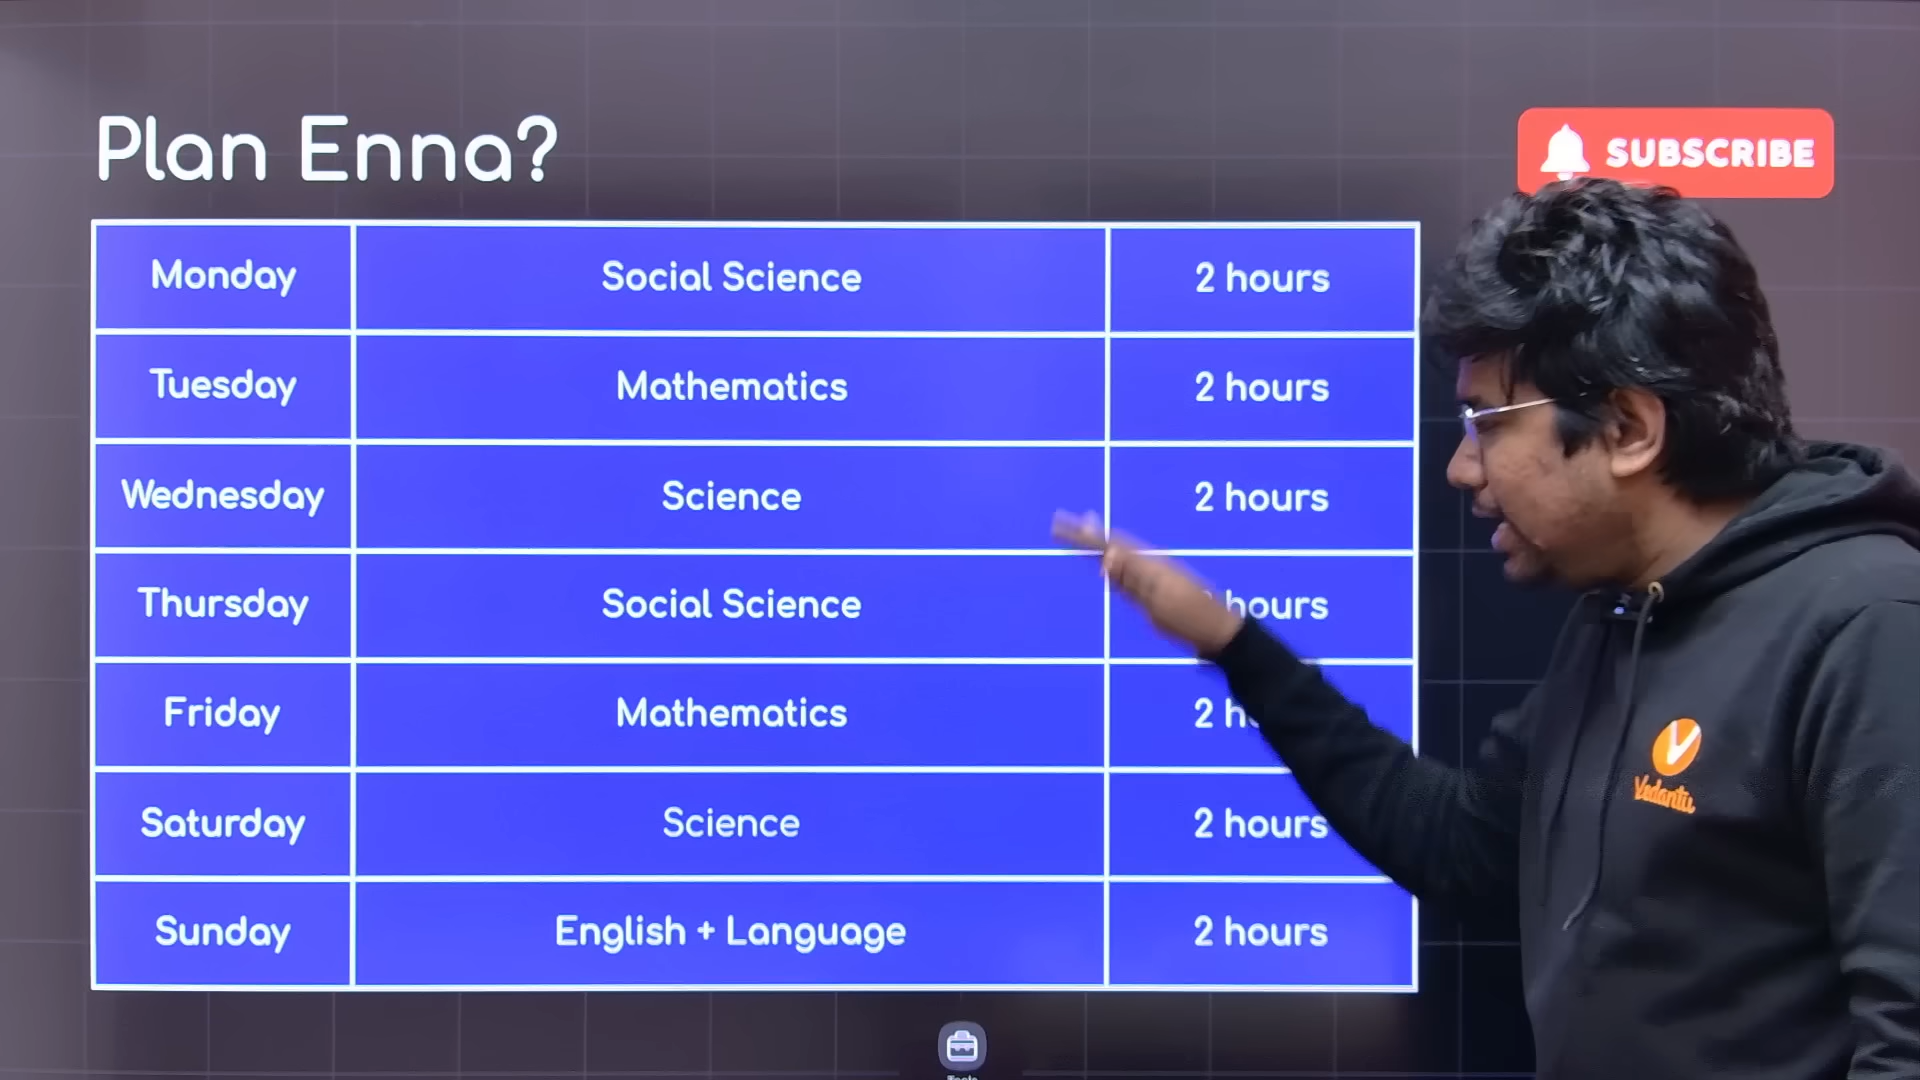 Plan Enna?
SUBSCRIBE
Monday Social Science 2 hours
Tuesday Mathematics 2 hours
Wednesday Science 2 hours
Thursday Social Science hours
Friday Mathematics 2
Saturday Science 2 hours
Sunday English + Language 2 hours
Vedantu